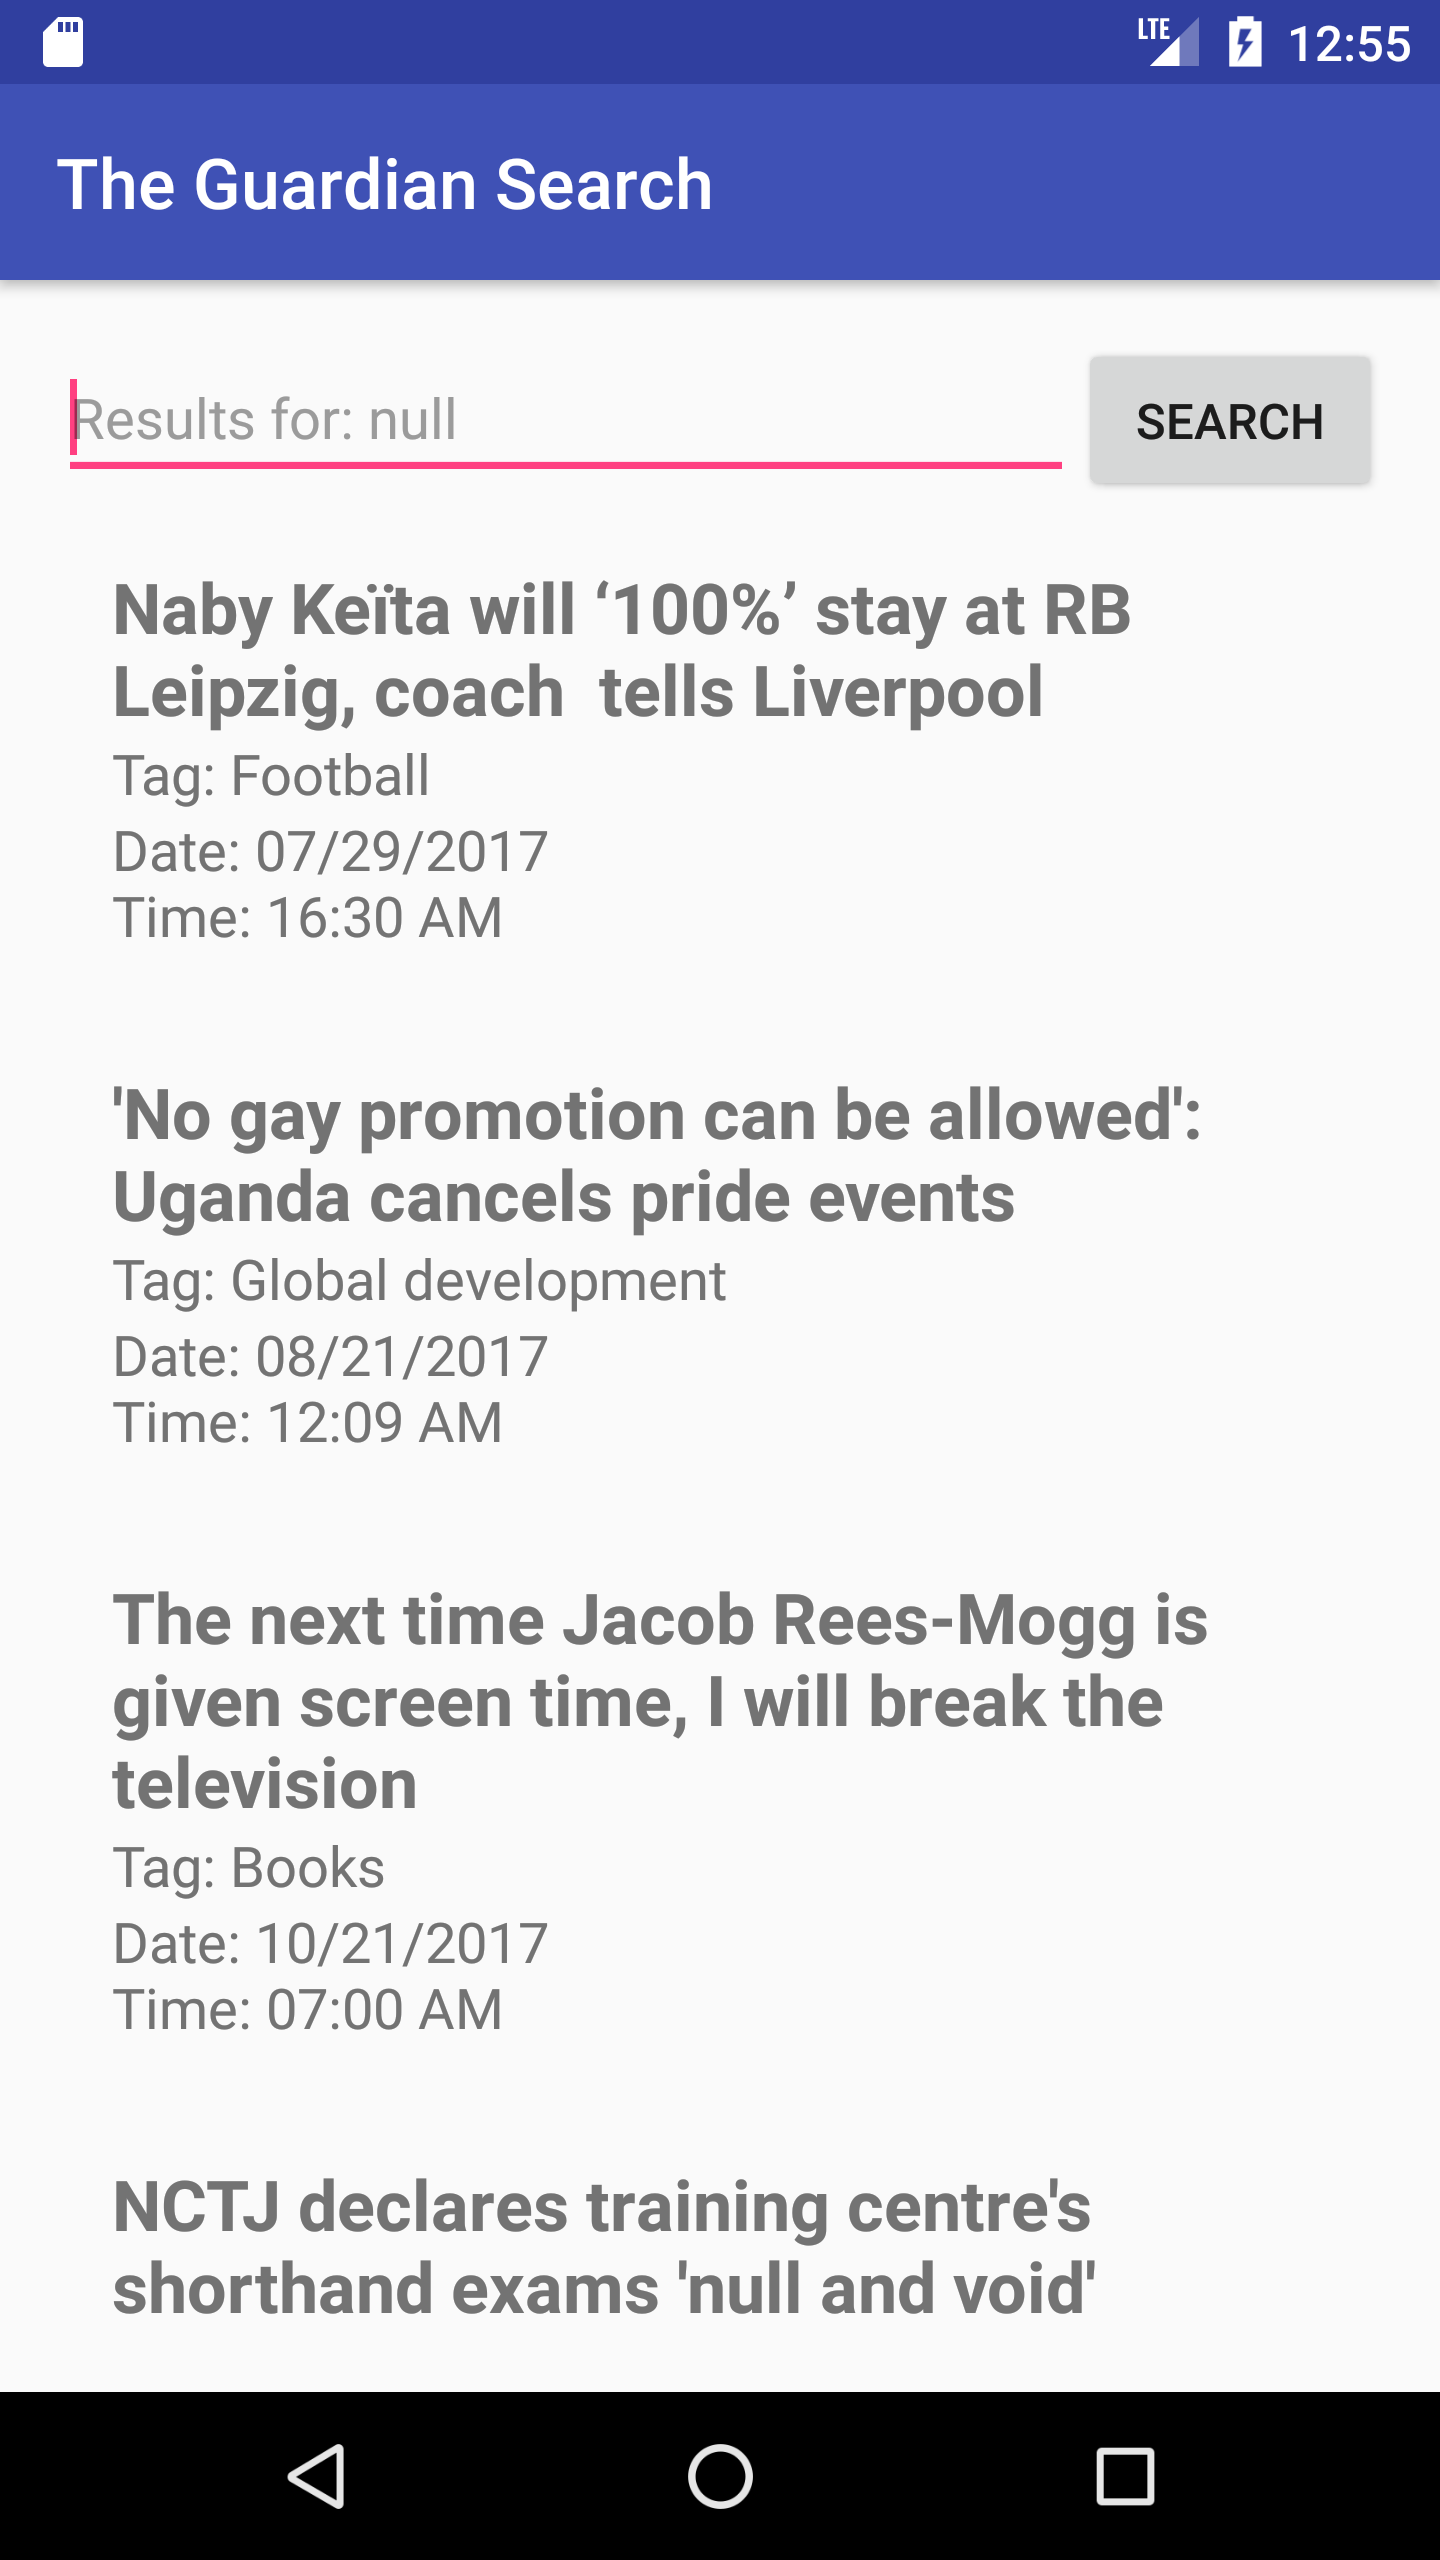 LTE 12:55
The Guardian Search
Results for: null
SEARCH
Naby Keïta will ‘100%’ stay at RB
Leipzig, coach  tells Liverpool
Tag: Football
Date: 07/29/2017
Time: 16:30 AM
'No gay promotion can be allowed':
Uganda cancels pride events
Tag: Global development
Date: 08/21/2017
Time: 12:09 AM
The next time Jacob Rees-Mogg is
given screen time, I will break the
television
Tag: Books
Date: 10/21/2017
Time: 07:00 AM
NCTJ declares training centre's
shorthand exams 'null and void'